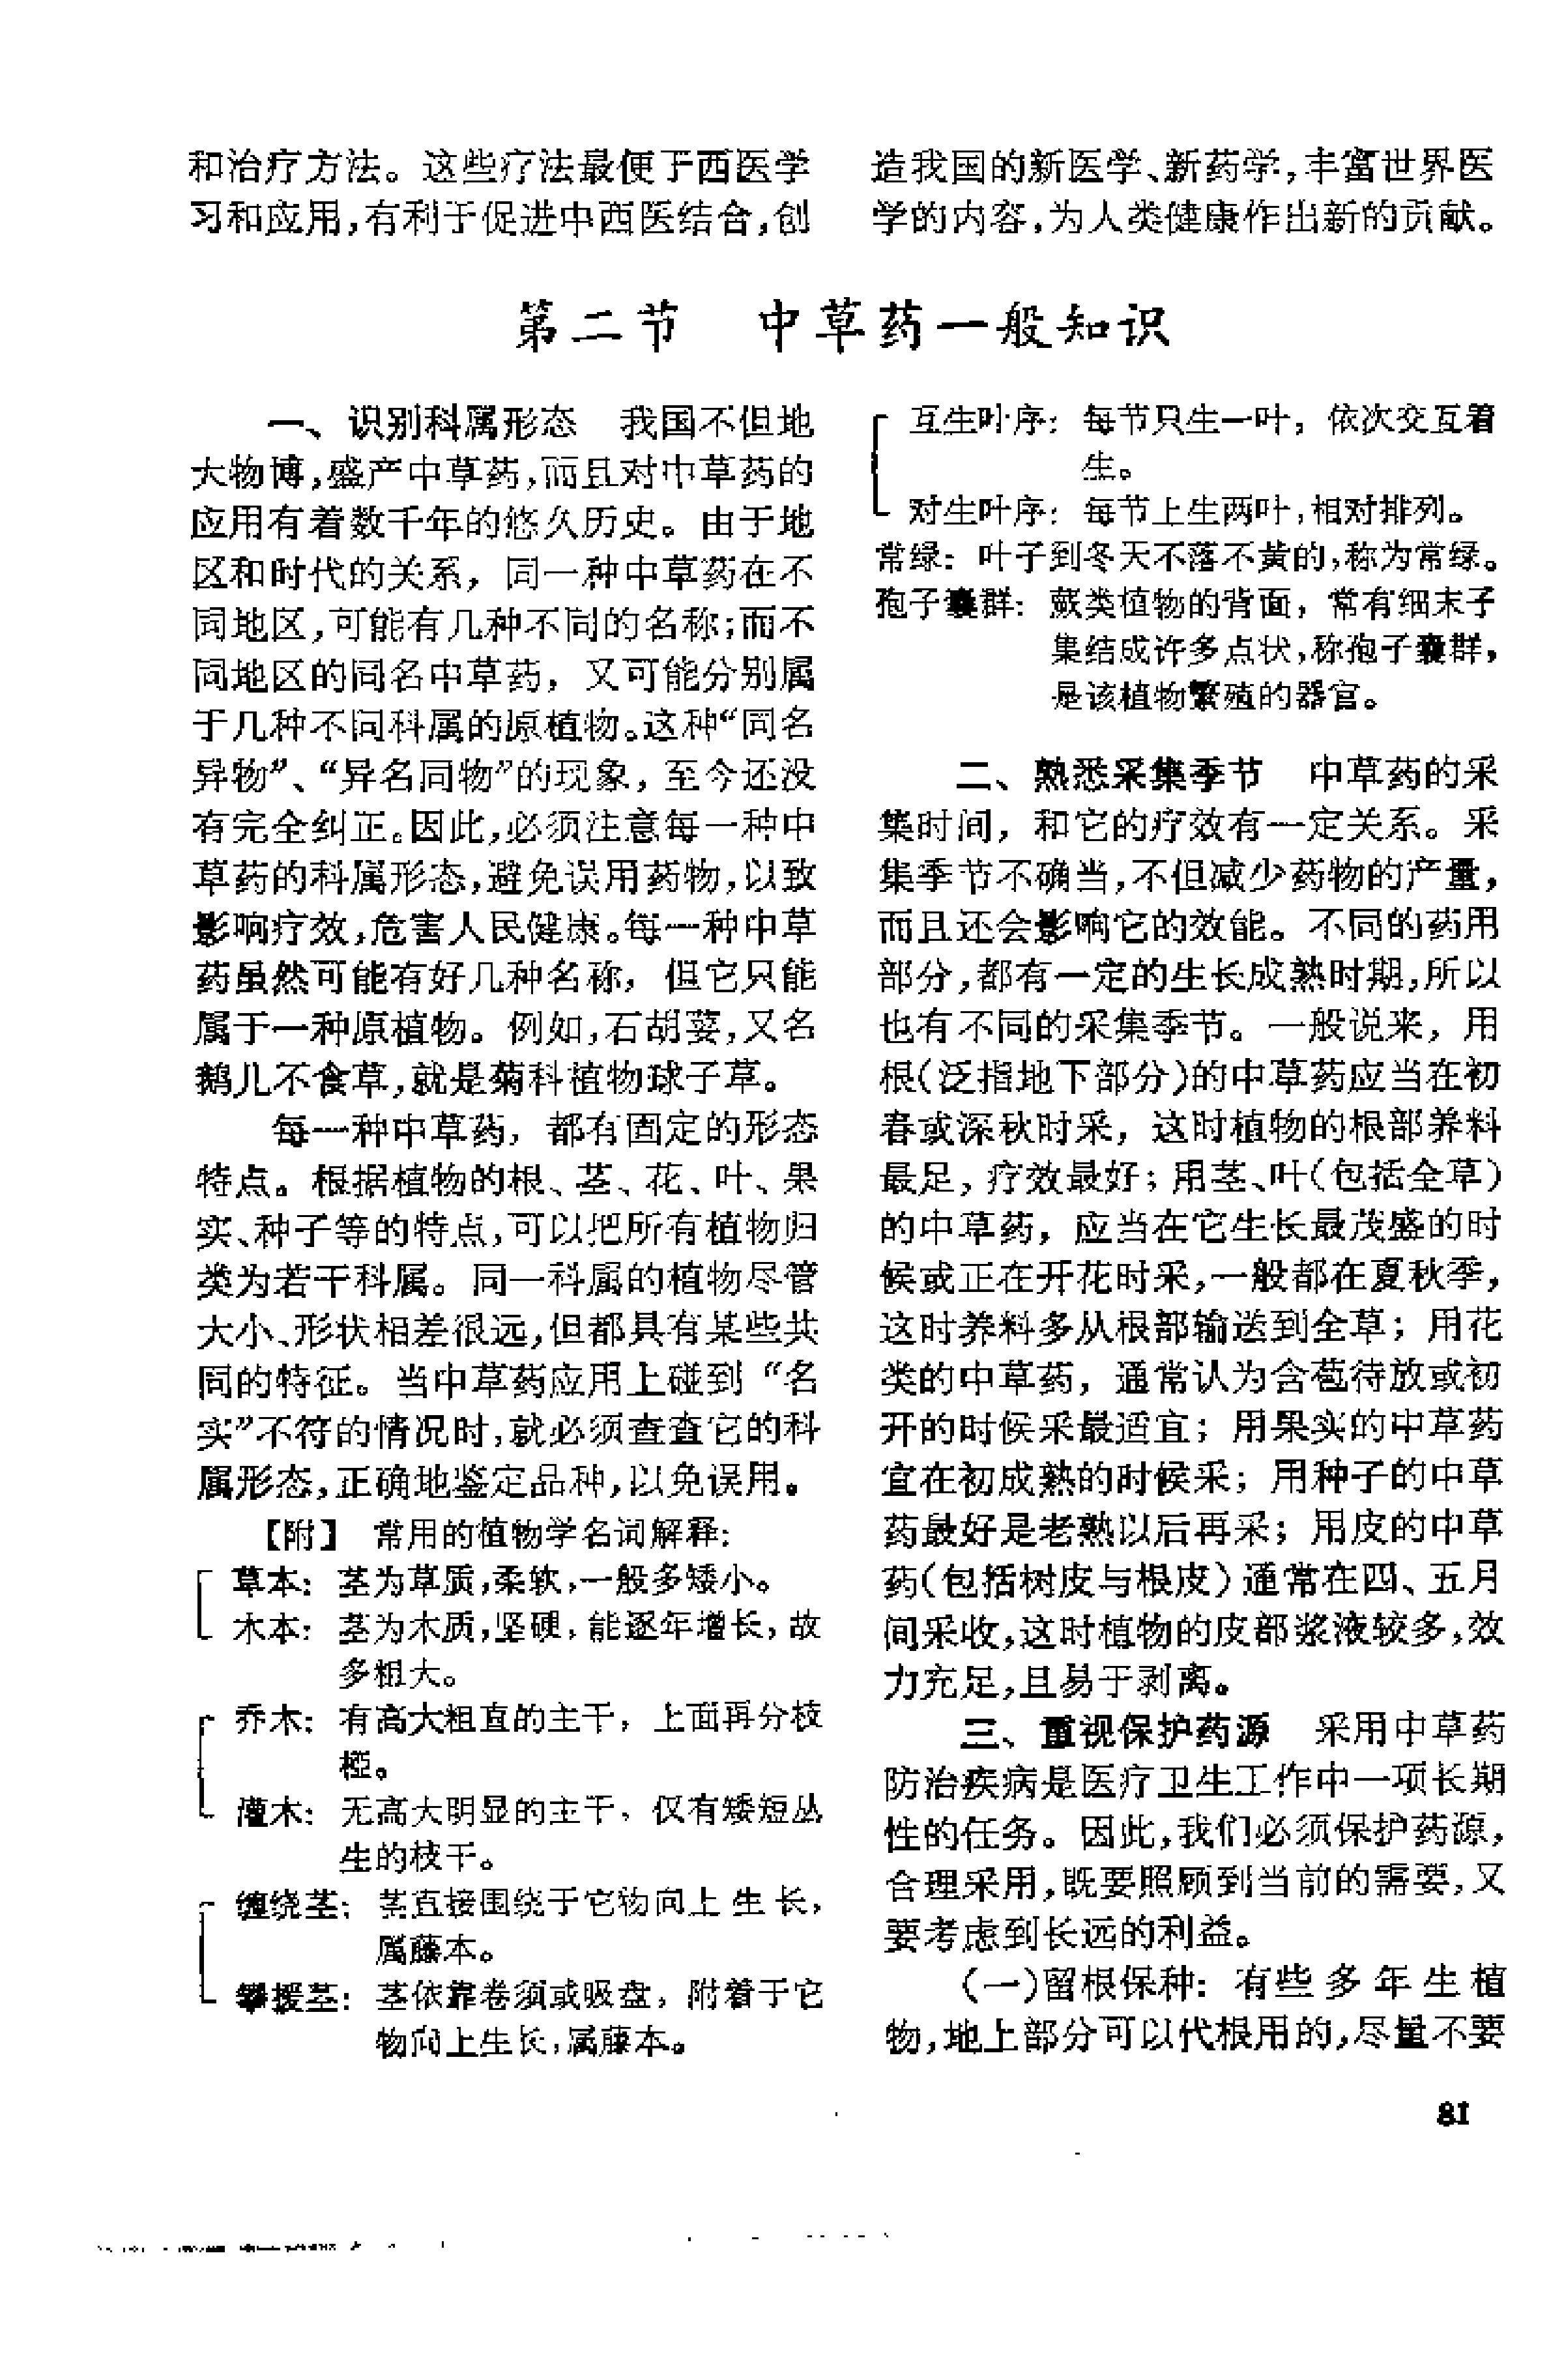 和治疗方法。这些疗法最便于西医学
习和应用,有利于促进中西医结合,创
造我国的新医学、新药学,丰富世界医
学的内容,为人类健康作出新的贡献。
第二节　中草药一般知识
一、识别科属形态　我国不但地
大物博,盛产中草药,而且对中草药的
应用有着数千年的悠久历史。由于地
区和时代的关系，同一种中草药在不
同地区,可能有几种不同的名称;而不
同地区的同名中草药，又可能分别属
于几种不同科属的原植物。这种“同名
异物”、“异名同物”的现象，至今还没
有完全纠正。因此,必须注意每一种中
草药的科属形态,避免误用药物,以致
影响疗效,危害人民健康。每一种中草
药虽然可能有好几种名称，但它只能
属于一种原植物。例如,石胡荽,又名
鹅儿不食草,就是菊科植物球子草。
每一种中草药，都有固定的形态
特点。根据植物的根、茎、花、叶、果
实、种子等的特点,可以把所有植物归
类为若干科属。同一科属的植物尽管
大小、形状相差很远,但都具有某些共
同的特征。当中草药应用上碰到“名
实”不符的情况时,就必须查查它的科
属形态,正确地鉴定品种,以免误用。
【附】　常用的植物学名词解释:
草本：茎为草质,柔软,一般多矮小。
木本：茎为木质,坚硬,能逐年增长，故
多粗大。
乔木：有高大粗直的主干，上面再分枝
桠。
灌木：无高大明显的主干，仅有矮短丛
生的枝干。
缠绕茎：茎直接围绕于它物向上生长，
属藤本。
攀援茎：茎依靠卷须或吸盘，附着于它
物向上生长,属藤本。
互生叶序：每节只生一叶，依次交互着
生。
对生叶序：每节上生两叶,相对排列。
常绿：叶子到冬天不落不黄的,称为常绿。
孢子囊群：蕨类植物的背面，常有细末子
集结成许多点状,称孢子囊群，
是该植物繁殖的器官。
二、熟悉采集季节　中草药的采
集时间，和它的疗效有一定关系。采
集季节不确当,不但减少药物的产量，
而且还会影响它的效能。不同的药用
部分,都有一定的生长成熟时期,所以
也有不同的采集季节。一般说来，用
根(泛指地下部分)的中草药应当在初
春或深秋时采，这时植物的根部养料
最足，疗效最好；用茎、叶(包括全草)
的中草药，应当在它生长最茂盛的时
候或正在开花时采,一般都在夏秋季，
这时养料多从根部输送到全草；用花
类的中草药，通常认为含苞待放或初
开的时候采最适宜；用果实的中草药
宜在初成熟的时候采；用种子的中草
药最好是老熟以后再采；用皮的中草
药(包括树皮与根皮)通常在四、五月
间采收,这时植物的皮部浆液较多,效
力充足,且易于剥离。
三、重视保护药源　采用中草药
防治疾病是医疗卫生工作中一项长期
性的任务。因此,我们必须保护药源，
合理采用,既要照顾到当前的需要,又
要考虑到长远的利益。
(一)留根保种：有些多年生植
物,地上部分可以代根用的,尽量不要
81